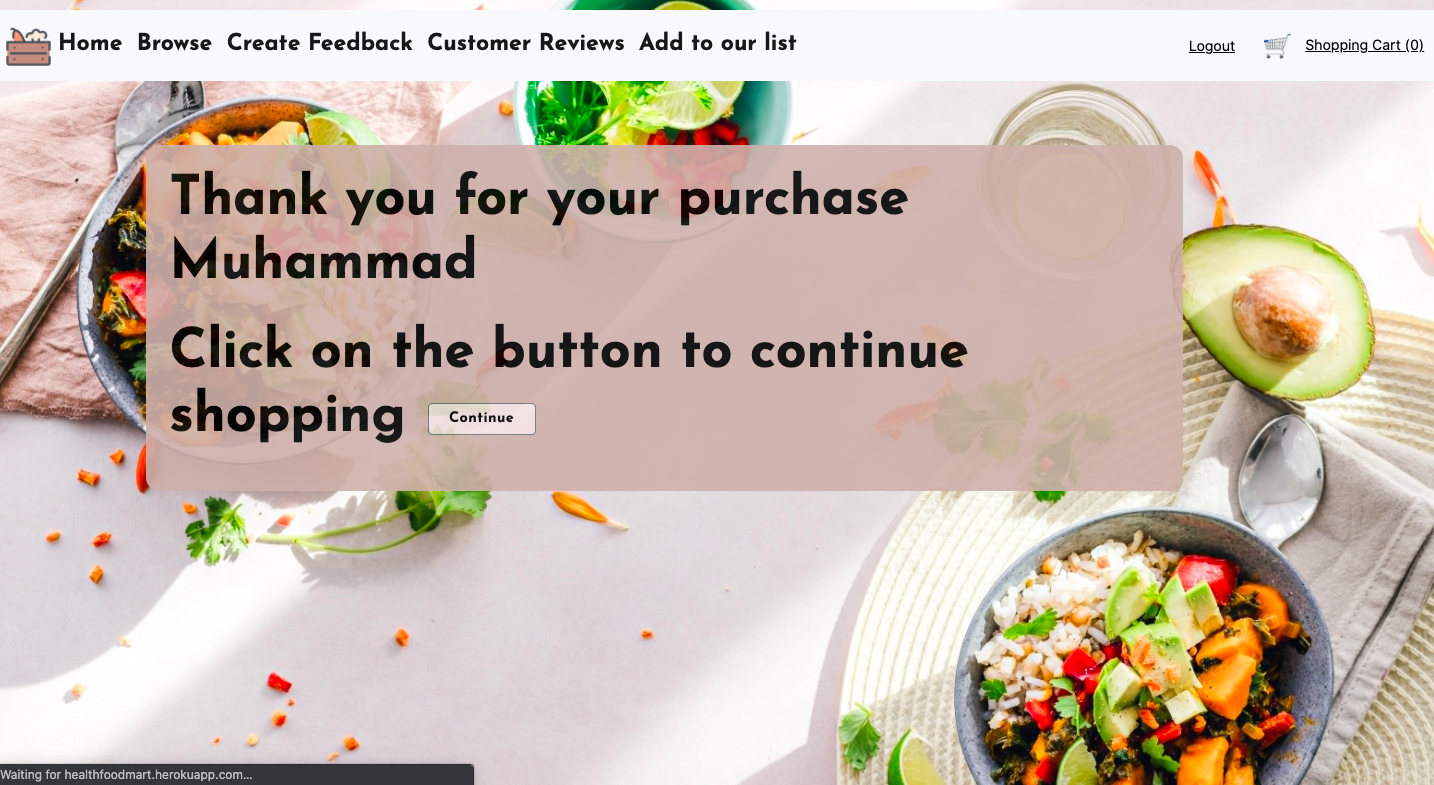 Home Browse Create Feedback Customer Reviews Add to our list Logout Shopping Cart (0)
Thank you for your purchase
Muhammad
Click on the button to continue
shopping Continue
Waiting for healthfoodmart.herokuapp.com...